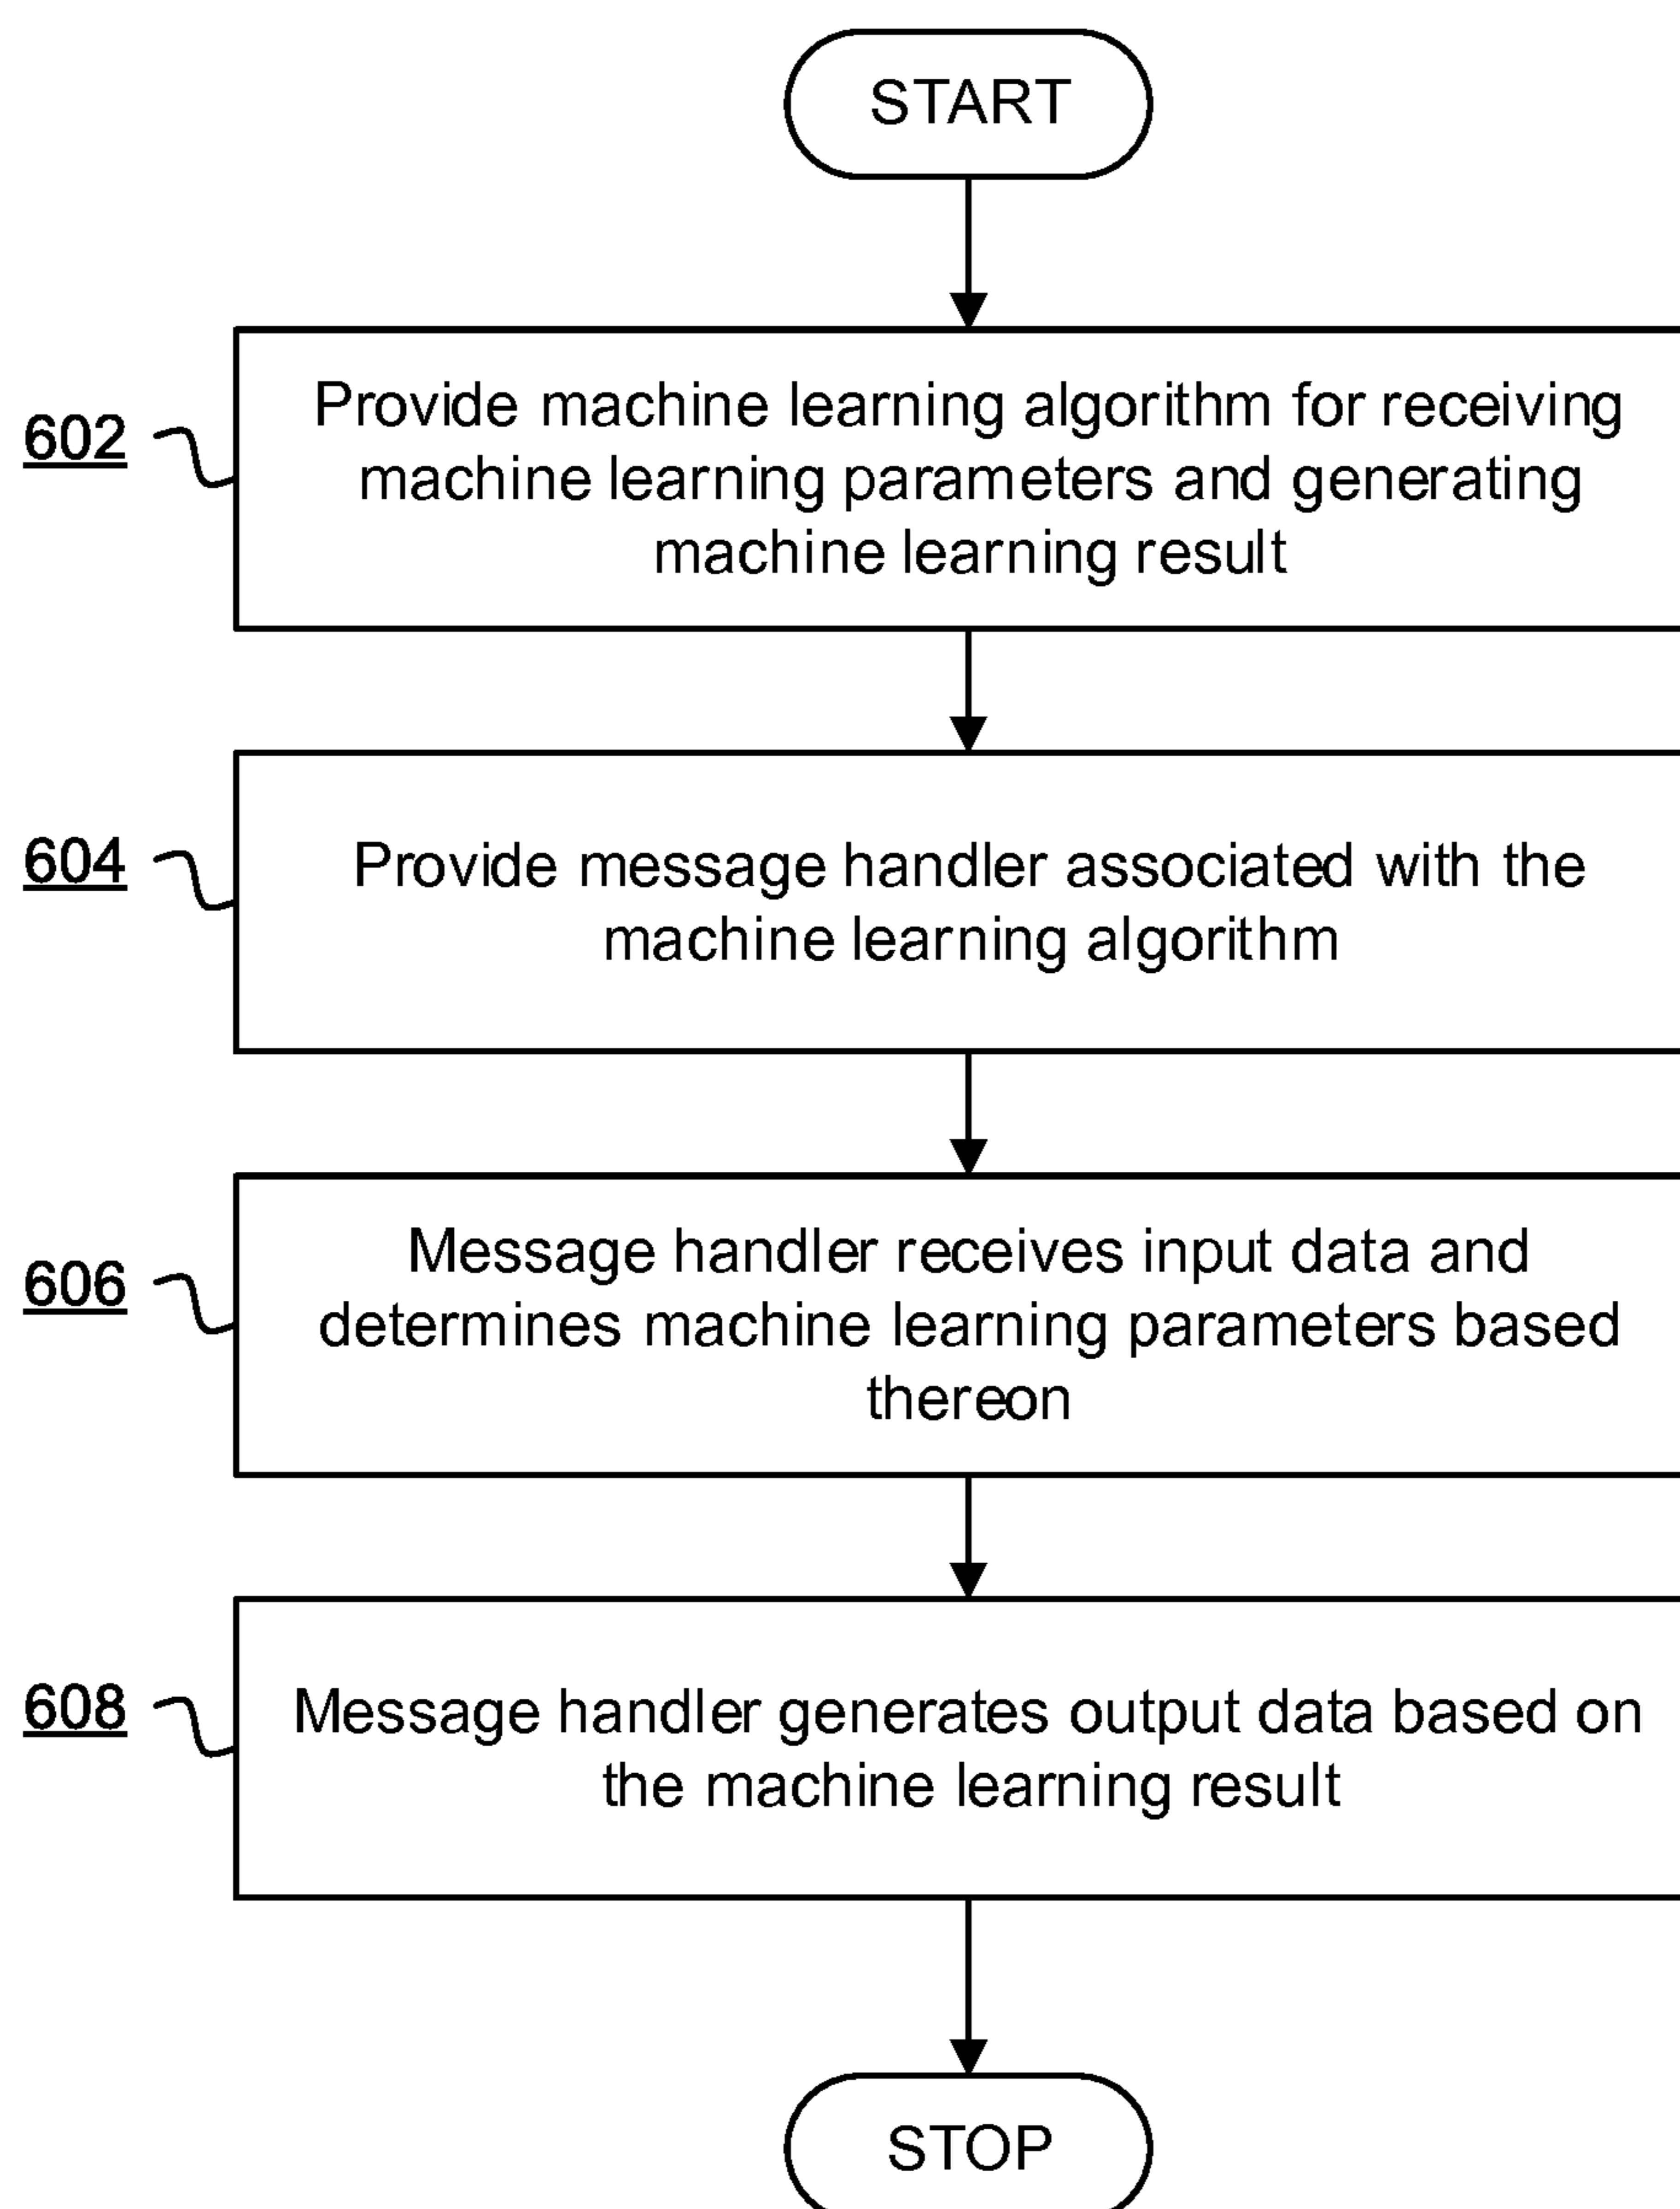 START
602
Provide machine learning algorithm for receiving
machine learning parameters and generating
machine learning result
604
Provide message handler associated with the
machine learning algorithm
606
Message handler receives input data and
determines machine learning parameters based
thereon
608
Message handler generates output data based on
the machine learning result
STOP